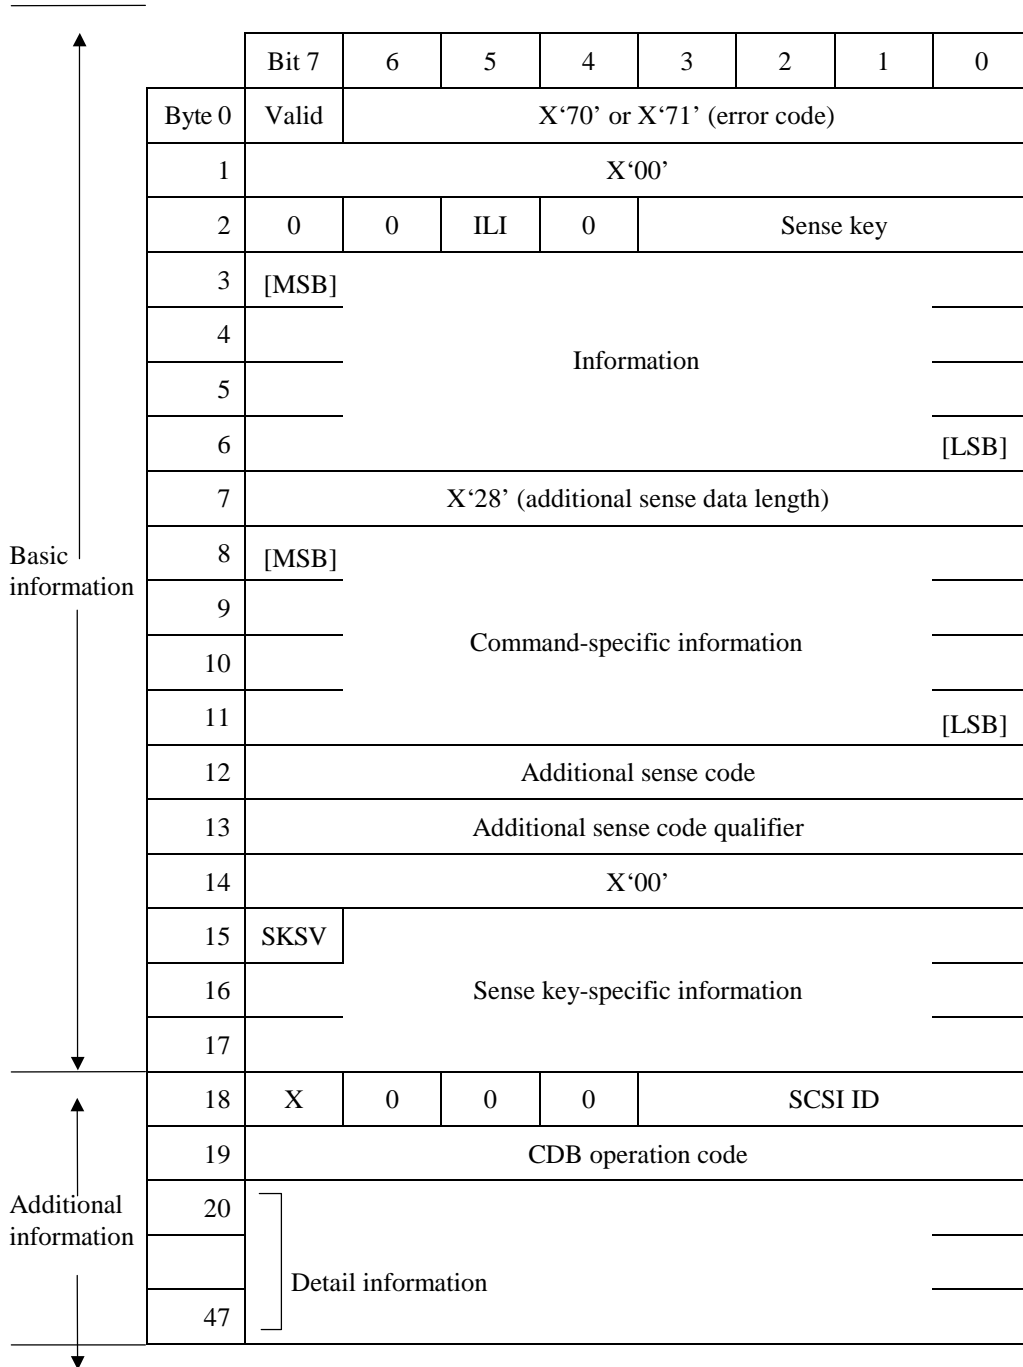 Bit 7 6 5 4 3 2 1 0
Byte 0 Valid X‘70’ or X‘71’ (error code)
1 X‘00’
2 0 0 ILI 0 Sense key
3 [MSB]
4
Information
5
6 [LSB]
7 X‘28’ (additional sense data length)
Basic
information
8 [MSB]
9
Command-specific information
10
11 [LSB]
12 Additional sense code
13 Additional sense code qualifier
14 X‘00’
15 SKSV
16 Sense key-specific information
17
18 X 0 0 0 SCSI ID
19 CDB operation code
Additional
information
20
Detail information
47